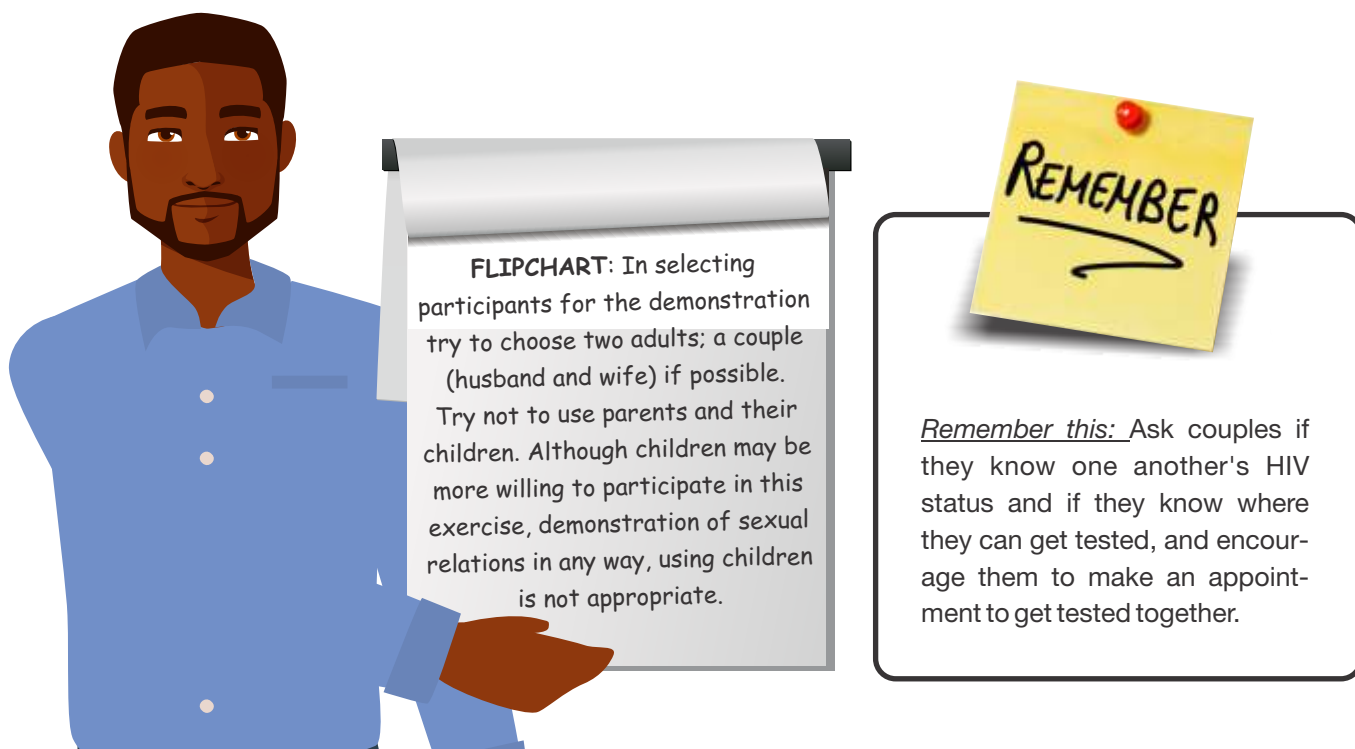 FLIPCHART: In selecting
participants for the demonstration
try to choose two adults; a couple
(husband and wife) if possible.
Try not to use parents and their
children. Although children may be
more willing to participate in this
exercise, demonstration of sexual
relations in any way, using children
is not appropriate.
REMEMBER
Remember this: Ask couples if
they know one another's HIV
status and if they know where
they can get tested, and encour-
age them to make an appoint-
ment to get tested together.